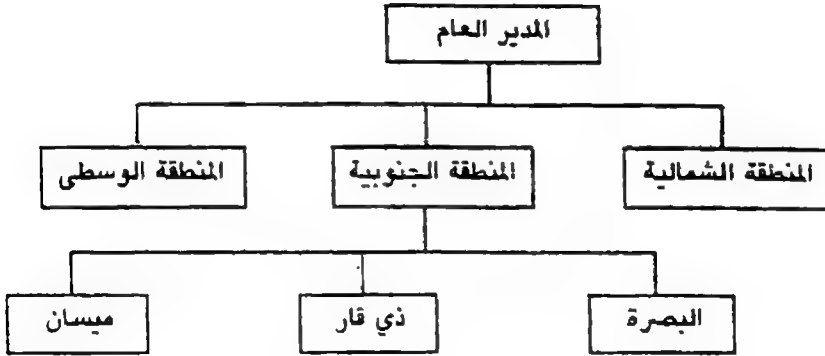 المدير العام
المنطقة الشمالية
المنطقة الجنوبية
المنطقة الوسطى
البصرة
ذي قار
ميسان